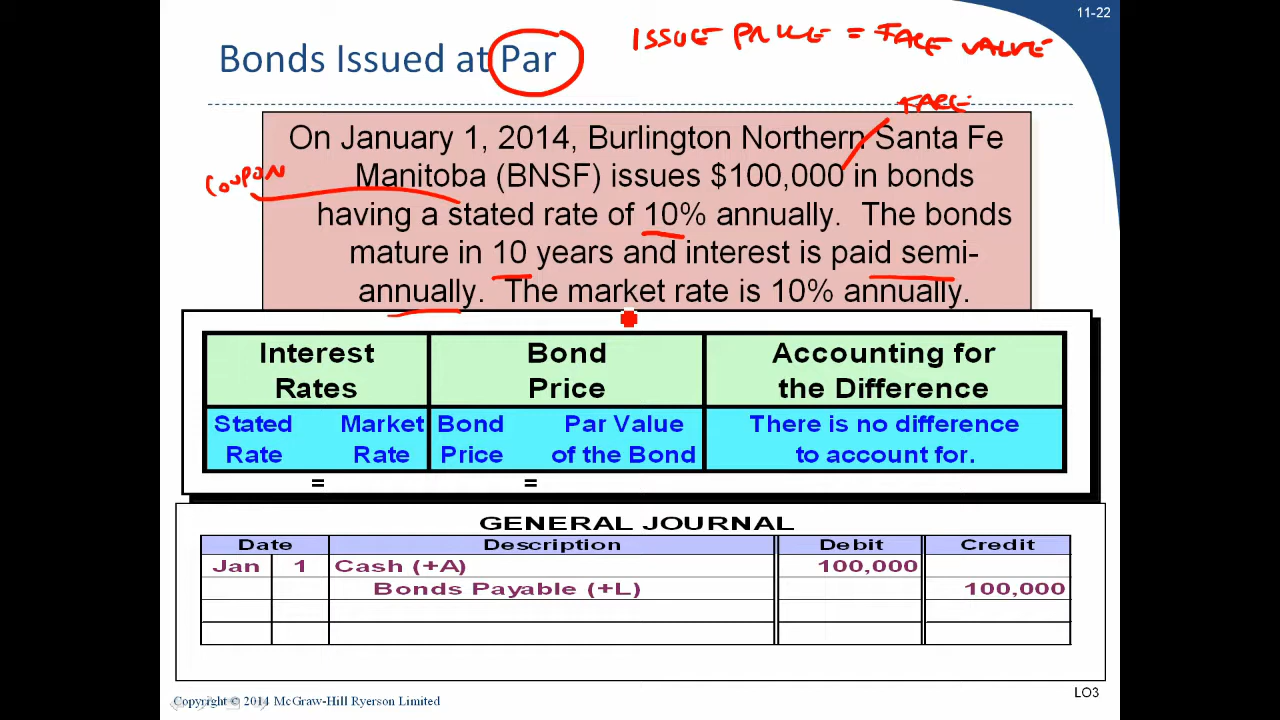 11-22
Bonds Issued at Par
ISSUE PRICE = FACE VALUE
FACE
On January 1, 2014, Burlington Northern Santa Fe
COUPON
Manitoba (BNSF) issues $100,000 in bonds
having a stated rate of 10% annually. The bonds
mature in 10 years and interest is paid semi-
annually. The market rate is 10% annually.
Interest Rates
Bond Price
Accounting for the Difference
Stated Rate = Market Rate
Bond Price = Par Value of the Bond
There is no difference to account for.
GENERAL JOURNAL
Date Description Debit Credit
Jan 1 Cash (+A) 100,000
Bonds Payable (+L) 100,000
Copyright © 2014 McGraw-Hill Ryerson Limited
LO3